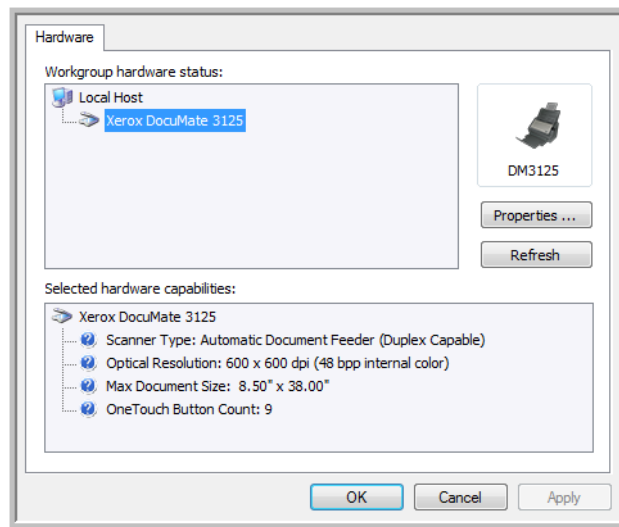 Hardware
Workgroup hardware status:
Local Host
Xerox DocuMate 3125
DM3125
Properties ...
Refresh
Selected hardware capabilities:
Xerox DocuMate 3125
Scanner Type: Automatic Document Feeder (Duplex Capable)
Optical Resolution: 600 x 600 dpi (48 bpp internal color)
Max Document Size:  8.50" x 38.00"
OneTouch Button Count: 9
OK
Cancel
Apply